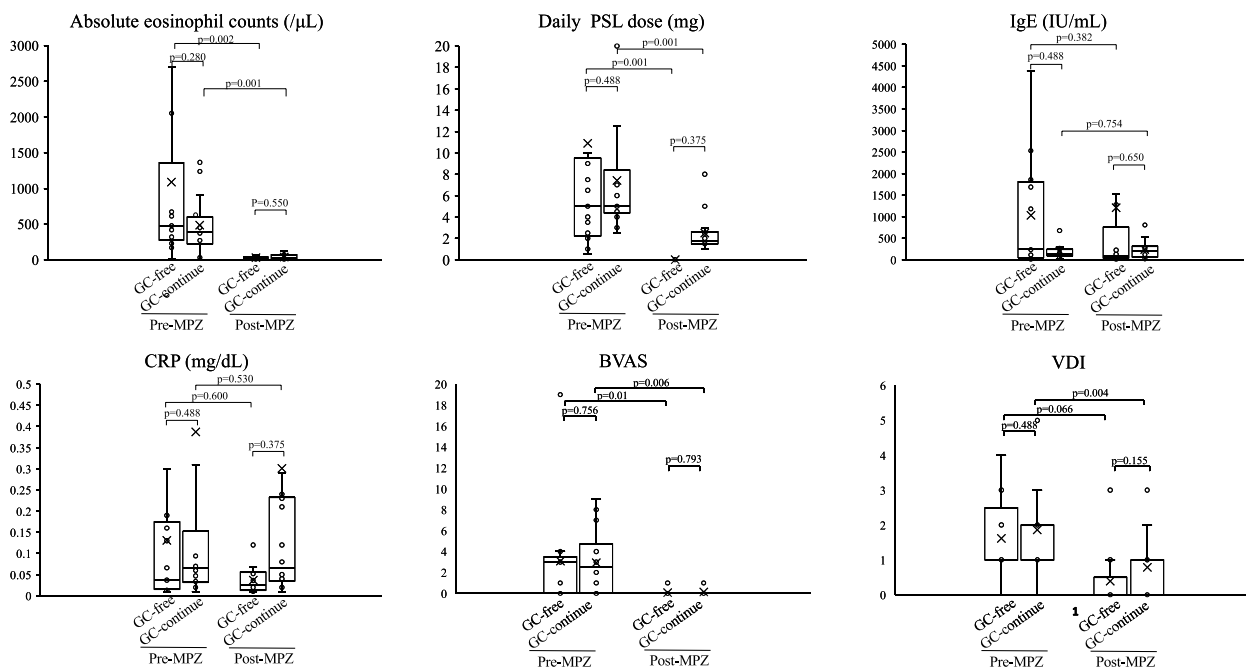 Absolute eosinophil counts (/μL)
p=0.002
p=0.280
p=0.001
P=0.550
3000
2500
2000
1500
1000
500
0
GC-free
GC-continue
GC-free
GC-continue
Pre-MPZ
Post-MPZ
Daily PSL dose (mg)
p=0.001
p=0.001
p=0.488
p=0.375
20
18
16
14
12
10
8
6
4
2
0
GC-free
GC-continue
GC-free
GC-continue
Pre-MPZ
Post-MPZ
IgE (IU/mL)
p=0.382
p=0.488
p=0.754
p=0.650
5000
4500
4000
3500
3000
2500
2000
1500
1000
500
0
GC-free
GC-continue
GC-free
GC-continue
Pre-MPZ
Post-MPZ
CRP (mg/dL)
p=0.530
p=0.600
p=0.488
p=0.375
0.5
0.45
0.4
0.35
0.3
0.25
0.2
0.15
0.1
0.05
0
GC-free
GC-continue
GC-free
GC-continue
Pre-MPZ
Post-MPZ
BVAS
p=0.006
p=0.01
p=0.756
p=0.793
20
18
16
14
12
10
8
6
4
2
0
GC-free
GC-continue
GC-free
GC-continue
Pre-MPZ
Post-MPZ
VDI
p=0.004
p=0.066
p=0.488
p=0.155
6
5
4
3
2
1
0
GC-free
GC-continue
1
GC-free
GC-continue
Pre-MPZ
Post-MPZ